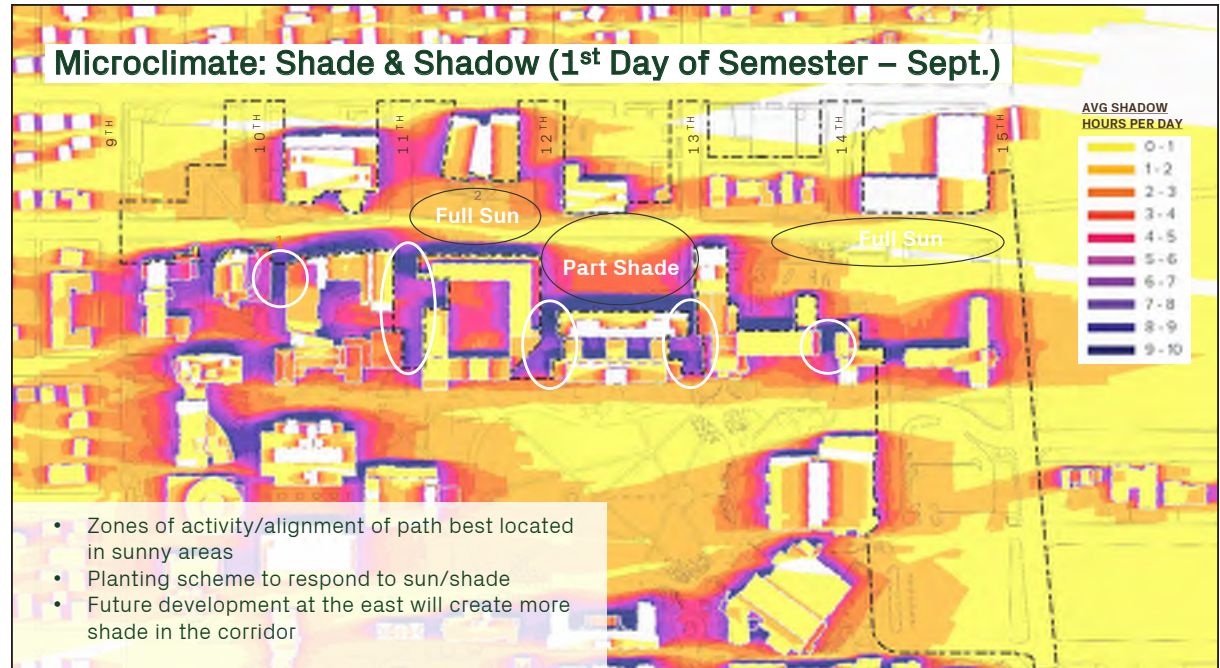 Microclimate: Shade & Shadow (1st Day of Semester – Sept.)
AVG SHADOW
HOURS PER DAY
0 - 1
1 - 2
2 - 3
3 - 4
4 - 5
5 - 6
6 - 7
7 - 8
8 - 9
9 - 10
9TH
10TH
11TH
12TH
13TH
14TH
15TH
2
Full Sun
Full Sun
Part Shade
• Zones of activity/alignment of path best located
in sunny areas
• Planting scheme to respond to sun/shade
• Future development at the east will create more
shade in the corridor